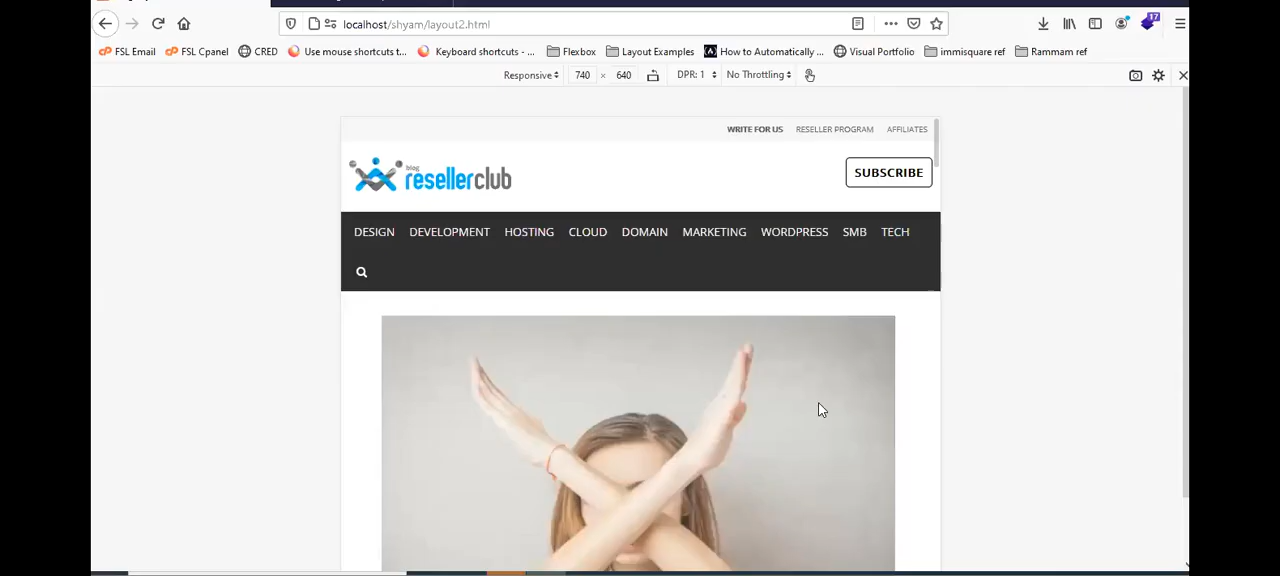 localhost/shyam/layout2.html
17
FSL Email FSL Cpanel CRED Use mouse shortcuts t... Keyboard shortcuts - ... Flexbox Layout Examples How to Automatically ... Visual Portfolio immisquare ref Rammam ref
Responsive 740 × 640 DPR: 1 No Throttling
WRITE FOR US RESELLER PROGRAM AFFILIATES
blog
resellerclub
SUBSCRIBE
DESIGN DEVELOPMENT HOSTING CLOUD DOMAIN MARKETING WORDPRESS SMB TECH